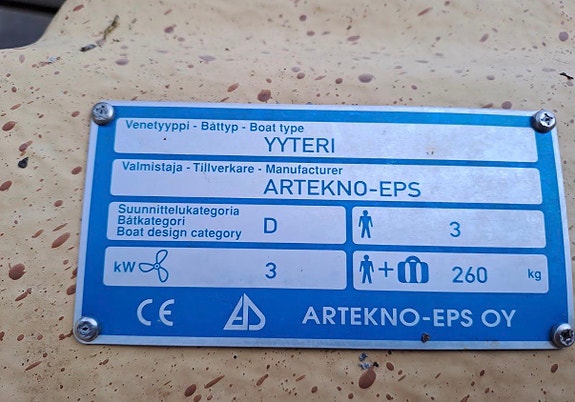 Venetyyppi - Båttyp - Boat type
YYTERI
Valmistaja - Tillverkare - Manufacturer
ARTEKNO-EPS
Suunnittelukategoria
Båtkategori
Boat design category
D
3
kW
3
+
260
kg
CE
ARTEKNO-EPS OY